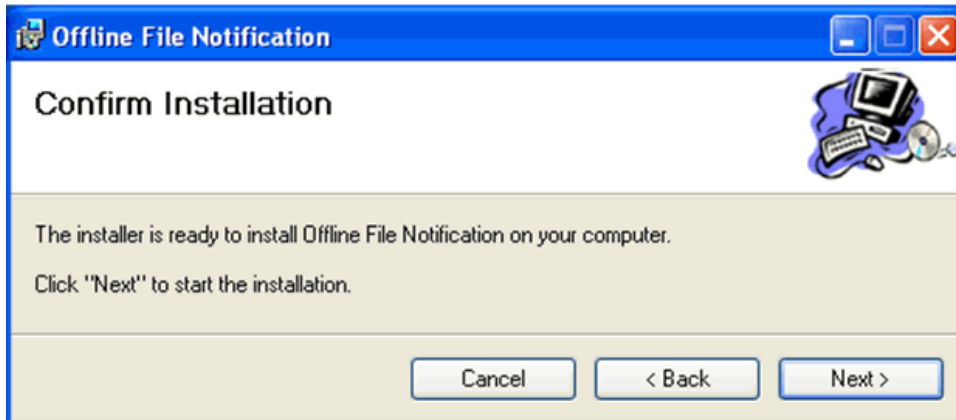 Offline File Notification
Confirm Installation
The installer is ready to install Offline File Notification on your computer.
Click "Next" to start the installation.
Cancel
< Back
Next >